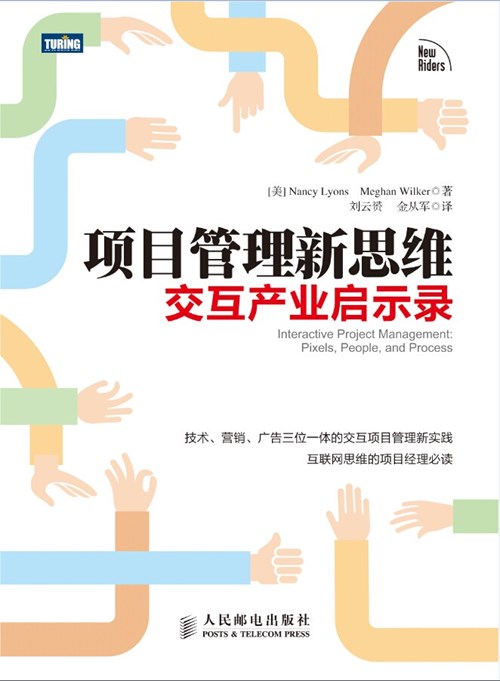 TURING
New
Riders
[美] Nancy Lyons Meghan Wilker◎著
刘云贤 金从军◎译
项目管理新思维
交互产业启示录
Interactive Project Management:
Pixels, People, and Process
技术、营销、广告三位一体的交互项目管理新实践
互联网思维的项目经理必读
人民邮电出版社
POSTS & TELECOM PRESS